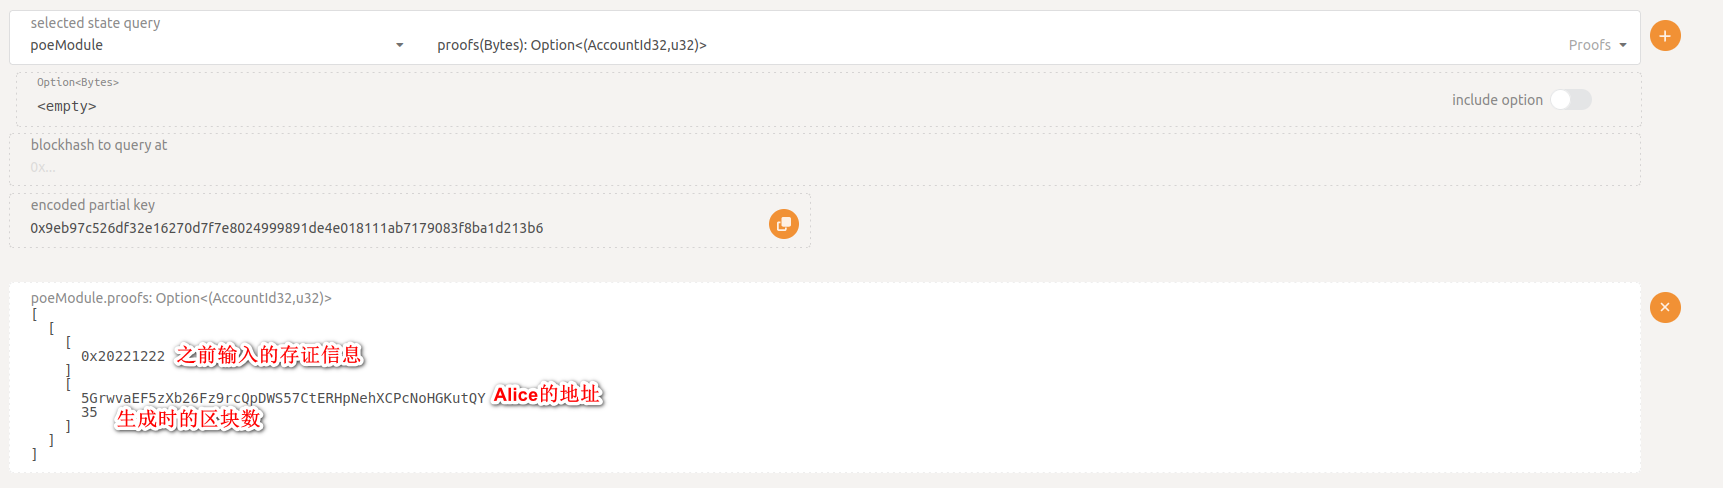 selected state query
poeModule
proofs(Bytes): Option<(AccountId32,u32)>
Proofs
Option<Bytes>
<empty>
include option
blockhash to query at
0x...
encoded partial key
0x9eb97c526df32e16270d7f7e8024999891de4e018111ab7179083f8ba1d213b6
poeModule.proofs: Option<(AccountId32,u32)>
[
[
[
0x20221222 之前输入的存证信息
]
[
5GrwvaEF5zXb26Fz9rcQpDWS57CtERHpNehXCPcNoHGKutQY Alice的地址
35 生成时的区块数
]
]
]